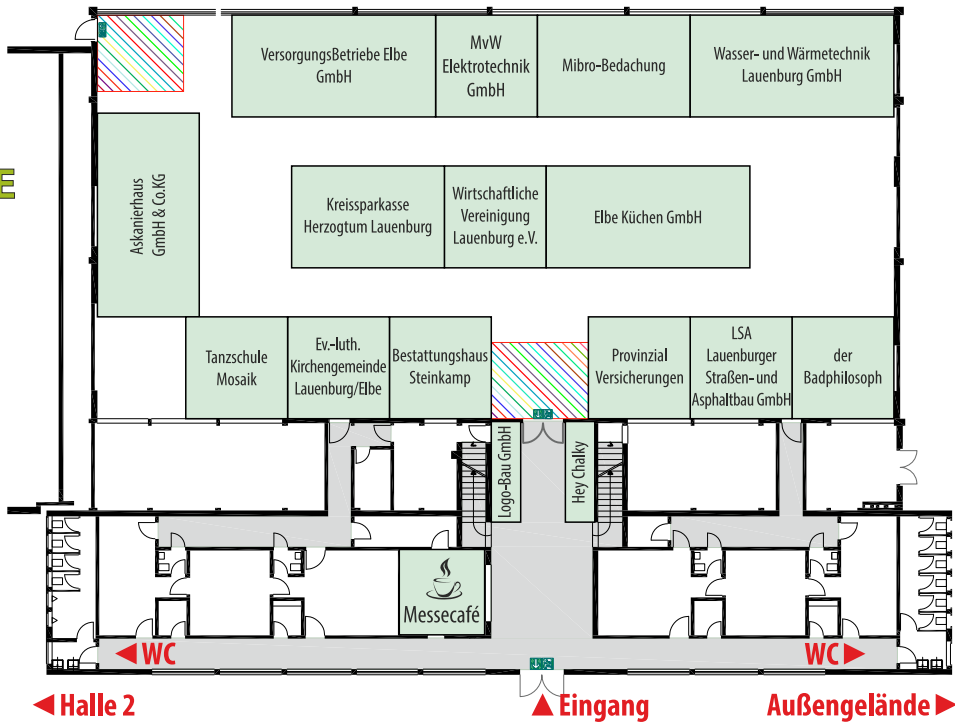 VersorgungsBetriebe Elbe
GmbH
MvW
Elektrotechnik
GmbH
Mibro-Bedachung
Wasser- und Wärmetechnik
Lauenburg GmbH
Askanierhaus
GmbH & Co.KG
Kreissparkasse
Herzogtum Lauenburg
Wirtschaftliche
Vereinigung
Lauenburg e.V.
Elbe Küchen GmbH
Tanzschule
Mosaik
Ev.-luth.
Kirchengemeinde
Lauenburg/Elbe
Bestattungshaus
Steinkamp
Provinzial
Versicherungen
LSA
Lauenburger
Straßen- und
Asphaltbau GmbH
der
Badphilosoph
Logo-Bau GmbH
Hey Chalky
Messecafé
WC
WC
Halle 2
Eingang
Außengelände